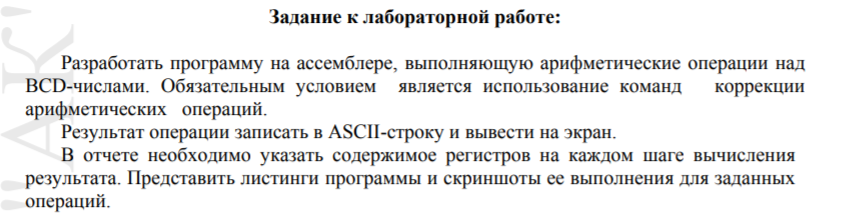 Задание к лабораторной работе:
Разработать программу на ассемблере, выполняющую арифметические операции над
BCD-числами. Обязательным условием является использование команд коррекции
арифметических операций.
Результат операции записать в ASCII-строку и вывести на экран.
В отчете необходимо указать содержимое регистров на каждом шаге вычисления
результата. Представить листинги программы и скриншоты ее выполнения для заданных
операций.
" АК"